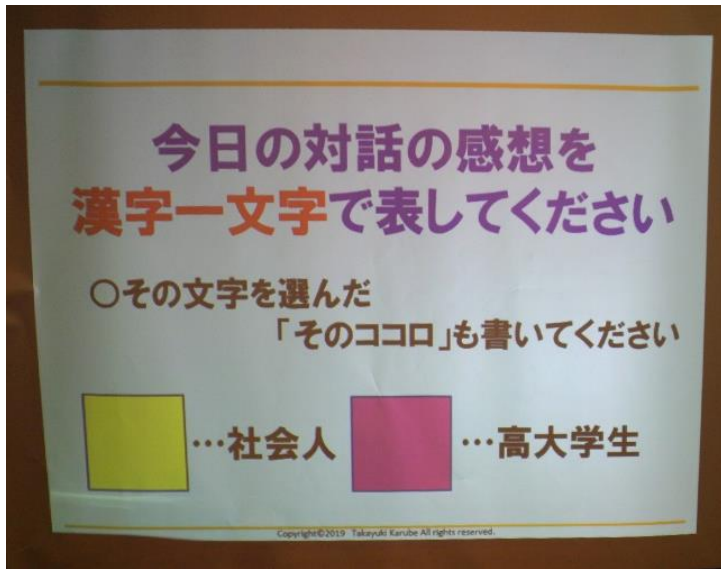 今日の対話の感想を
漢字一文字で表してください
○その文字を選んだ
「そのココロ」も書いてください
…社会人 …高大学生
Copyright©2019 Takayuki Karube All rights reserved.